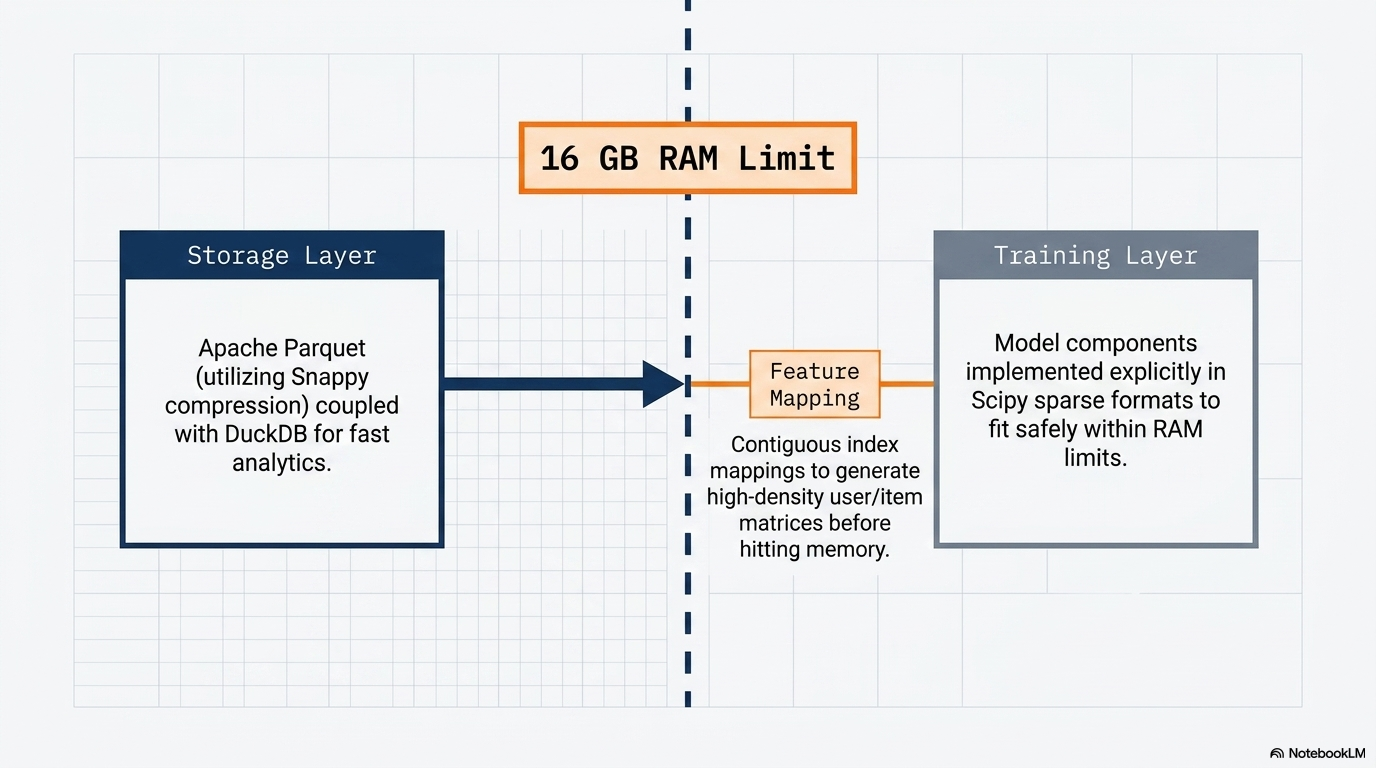 16 GB RAM Limit
Storage Layer
Apache Parquet
(utilizing Snappy
compression) coupled
with DuckDB for fast
analytics.
Feature
Mapping
Contiguous index
mappings to generate
high-density user/item
matrices before
hitting memory.
Training Layer
Model components
implemented explicitly in
Scipy sparse formats to
fit safely within RAM
limits.
NotebookLM